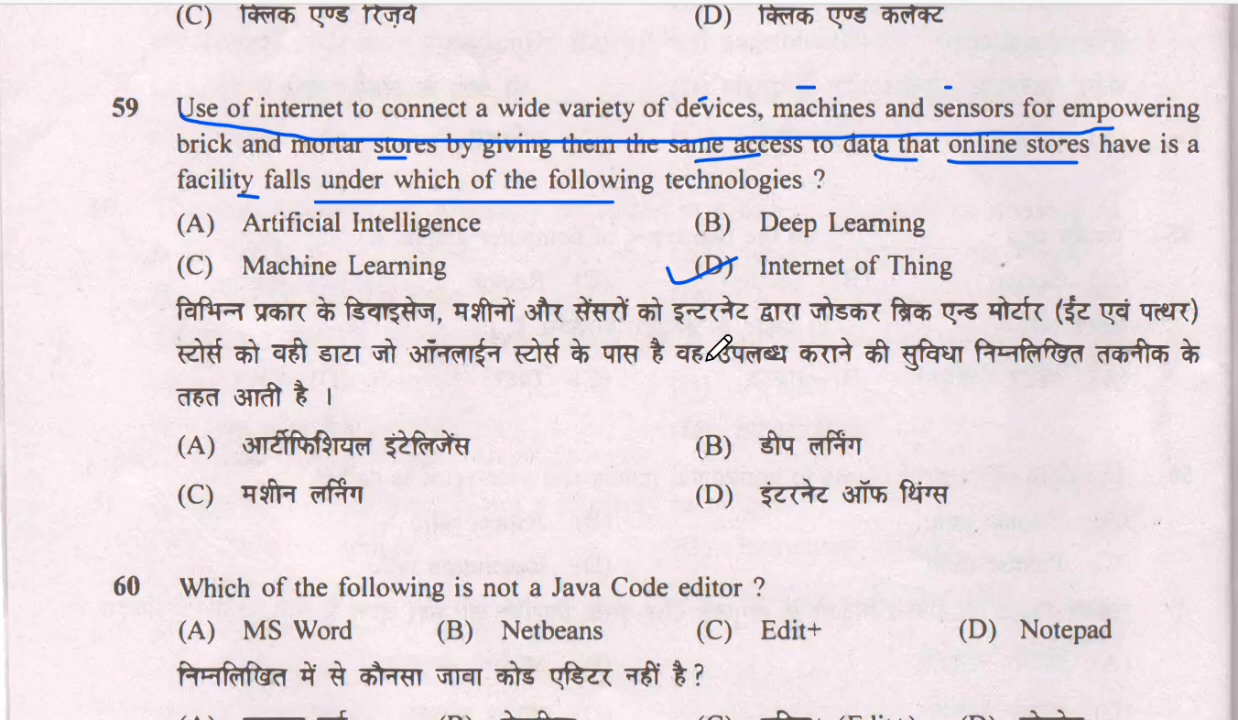 (C) क्लिक एण्ड रिज़र्व (D) क्लिक एण्ड कलेक्ट
59 Use of internet to connect a wide variety of devices, machines and sensors for empowering
brick and mortar stores by giving them the same access to data that online stores have is a
facility falls under which of the following technologies ?
(A) Artificial Intelligence (B) Deep Learning
(C) Machine Learning (D) Internet of Thing
विभिन्न प्रकार के डिवाइसेज, मशीनों और सेंसरों को इन्टरनेट द्वारा जोडकर ब्रिक एन्ड मोर्टार (ईंट एवं पत्थर)
स्टोर्स को वही डाटा जो ऑनलाईन स्टोर्स के पास है वह उपलब्ध कराने की सुविधा निम्नलिखित तकनीक के
तहत आती है ।
(A) आर्टीफिशियल इंटेलिजेंस (B) डीप लर्निंग
(C) मशीन लर्निंग (D) इंटरनेट ऑफ थिंग्स
60 Which of the following is not a Java Code editor ?
(A) MS Word (B) Netbeans (C) Edit+ (D) Notepad
निम्नलिखित में से कौनसा जावा कोड एडिटर नहीं है ?